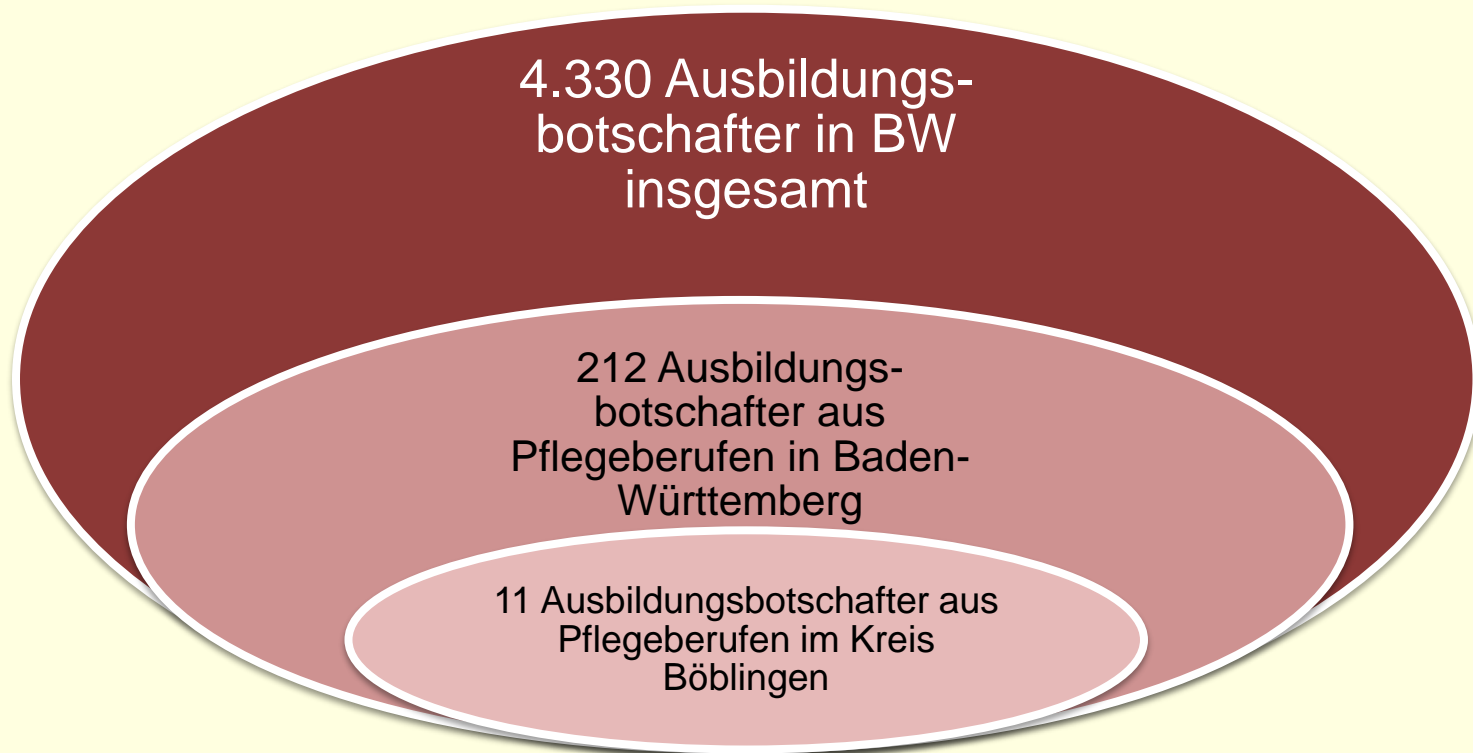 4.330 Ausbildungs-
botschafter in BW
insgesamt
212 Ausbildungs-
botschafter aus
Pflegeberufen in Baden-
Württemberg
11 Ausbildungsbotschafter aus
Pflegeberufen im Kreis
Böblingen